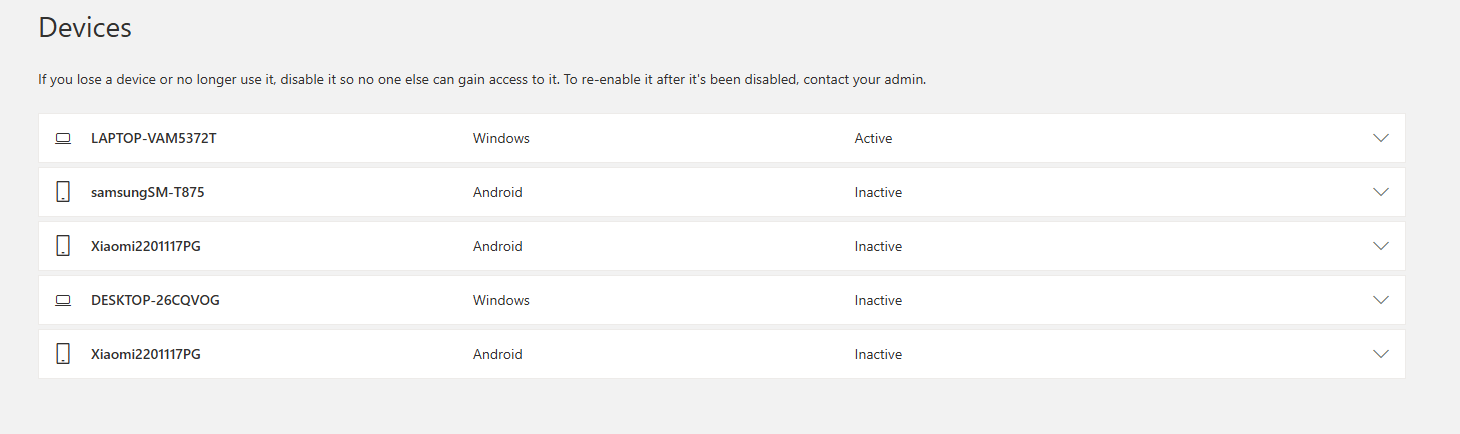 Devices
If you lose a device or no longer use it, disable it so no one else can gain access to it. To re-enable it after it's been disabled, contact your admin.
LAPTOP-VAM5372T Windows Active
samsungSM-T875 Android Inactive
Xiaomi2201117PG Android Inactive
DESKTOP-26CQVOG Windows Inactive
Xiaomi2201117PG Android Inactive